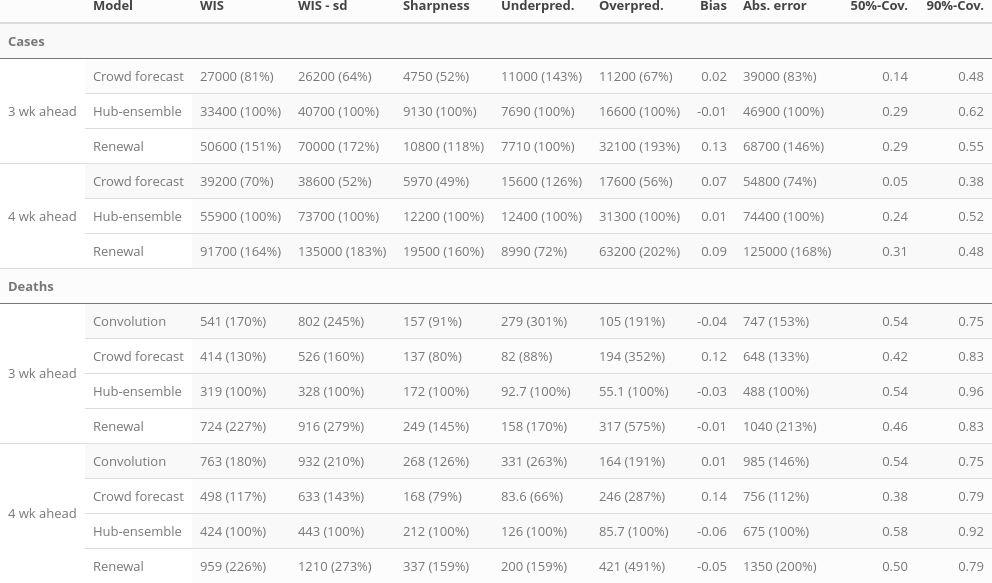 Model WIS WIS - sd Sharpness Underpred. Overpred. Bias Abs. error 50%-Cov. 90%-Cov.
Cases
3 wk ahead
Crowd forecast 27000 (81%) 26200 (64%) 4750 (52%) 11000 (143%) 11200 (67%) 0.02 39000 (83%) 0.14 0.48
Hub-ensemble 33400 (100%) 40700 (100%) 9130 (100%) 7690 (100%) 16600 (100%) -0.01 46900 (100%) 0.29 0.62
Renewal 50600 (151%) 70000 (172%) 10800 (118%) 7710 (100%) 32100 (193%) 0.13 68700 (146%) 0.29 0.55
4 wk ahead
Crowd forecast 39200 (70%) 38600 (52%) 5970 (49%) 15600 (126%) 17600 (56%) 0.07 54800 (74%) 0.05 0.38
Hub-ensemble 55900 (100%) 73700 (100%) 12200 (100%) 12400 (100%) 31300 (100%) 0.01 74400 (100%) 0.24 0.52
Renewal 91700 (164%) 135000 (183%) 19500 (160%) 8990 (72%) 63200 (202%) 0.09 125000 (168%) 0.31 0.48
Deaths
3 wk ahead
Convolution 541 (170%) 802 (245%) 157 (91%) 279 (301%) 105 (191%) -0.04 747 (153%) 0.54 0.75
Crowd forecast 414 (130%) 526 (160%) 137 (80%) 82 (88%) 194 (352%) 0.12 648 (133%) 0.42 0.83
Hub-ensemble 319 (100%) 328 (100%) 172 (100%) 92.7 (100%) 55.1 (100%) -0.03 488 (100%) 0.54 0.96
Renewal 724 (227%) 916 (279%) 249 (145%) 158 (170%) 317 (575%) -0.01 1040 (213%) 0.46 0.83
4 wk ahead
Convolution 763 (180%) 932 (210%) 268 (126%) 331 (263%) 164 (191%) 0.01 985 (146%) 0.54 0.75
Crowd forecast 498 (117%) 633 (143%) 168 (79%) 83.6 (66%) 246 (287%) 0.14 756 (112%) 0.38 0.79
Hub-ensemble 424 (100%) 443 (100%) 212 (100%) 126 (100%) 85.7 (100%) -0.06 675 (100%) 0.58 0.92
Renewal 959 (226%) 1210 (273%) 337 (159%) 200 (159%) 421 (491%) -0.05 1350 (200%) 0.50 0.79